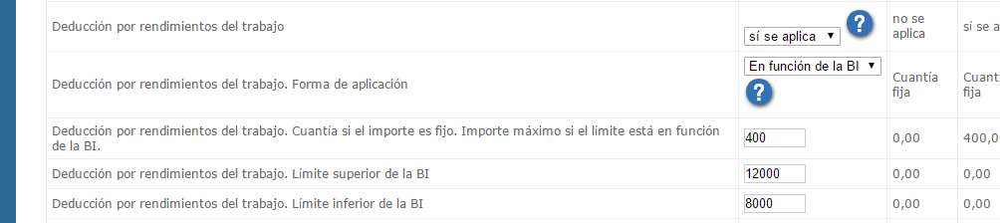 Deducción por rendimientos del trabajo
sí se aplica
?
no se
aplica
sí se a
Deducción por rendimientos del trabajo. Forma de aplicación
En función de la BI
?
Cuantía
fija
Cuant
fija
Deducción por rendimientos del trabajo. Cuantía si el importe es fijo. Importe máximo si el límite está en función
de la BI.
400
0,00
400,0
Deducción por rendimientos del trabajo. Límite superior de la BI
12000
0,00
0,00
Deducción por rendimientos del trabajo. Límite inferior de la BI
8000
0,00
0,00